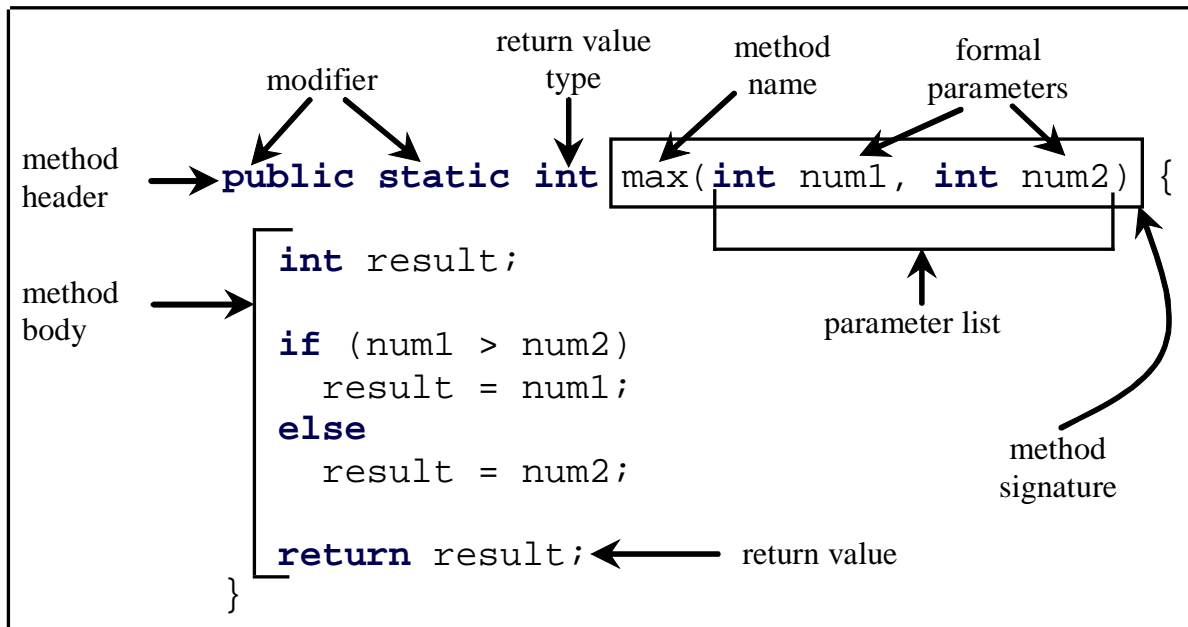 return value
type
method
name
formal
parameters
modifier
method
header
public static int max(int num1, int num2) {
method
body
int result;
if (num1 > num2)
result = num1;
else
result = num2;
return result;
}
parameter list
method
signature
return value